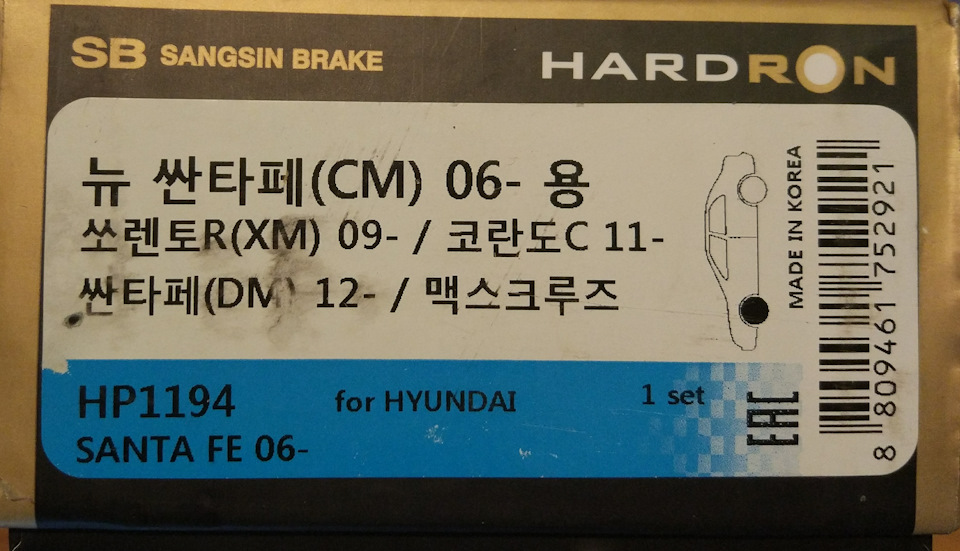 SB SANGSIN BRAKE
HARDRON
뉴 싼타페(CM) 06- 용
쏘렌토R(XM) 09- / 코란도C 11-
싼타페(DM) 12- / 맥스크루즈
MADE IN KOREA
8 809461 752921
HP1194 for HYUNDAI 1 set
SANTA FE 06-
EAC